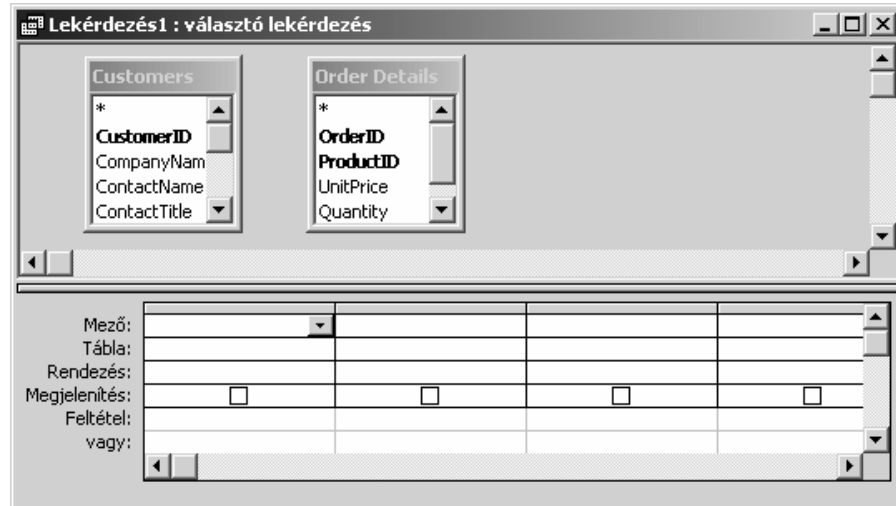 Lekérdezés1 : választó lekérdezés
Customers
*
CustomerID
CompanyNam
ContactName
ContactTitle
Order Details
*
OrderID
ProductID
UnitPrice
Quantity
Mező:
Tábla:
Rendezés:
Megjelenítés:
Feltétel:
vagy: